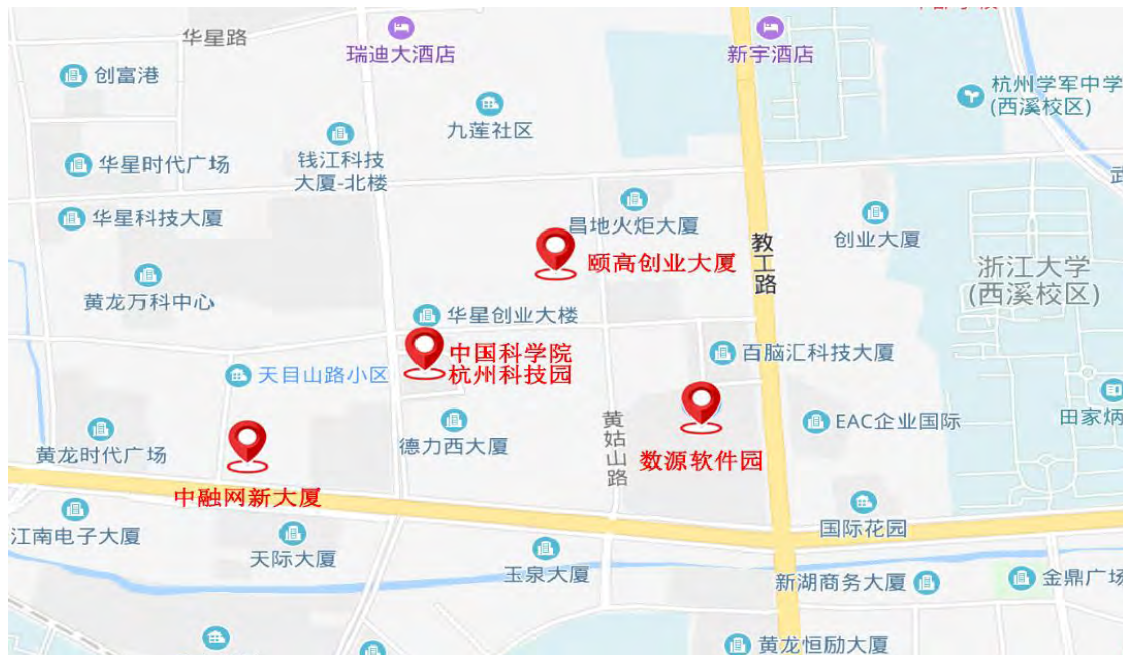 华星路
瑞迪大酒店
新宇酒店
创富港
杭州学军中学
(西溪校区)
九莲社区
华星时代广场
钱江科技
大厦-北楼
武
华星科技大厦
昌地火炬大厦
创业大厦
教工路
颐高创业大厦
浙江大学
(西溪校区)
黄龙万科中心
华星创业大楼
中国科学院
杭州科技园
百脑汇科技大厦
天目山路小区
田家炳
黄龙时代广场
德力西大厦
黄姑山路
EAC企业国际
数源软件园
中融网新大厦
江南电子大厦
国际花园
天际大厦
玉泉大厦
新湖商务大厦
金鼎广场
黄龙恒励大厦